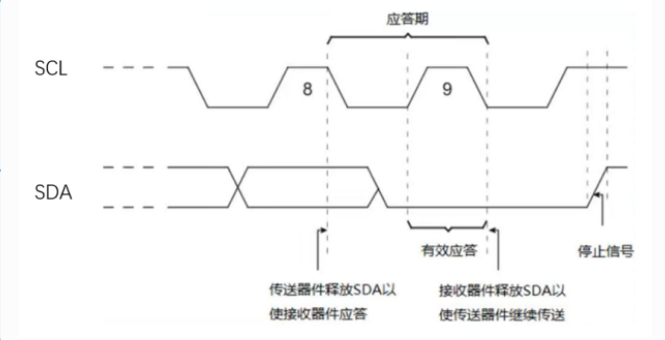 应答期
SCL
8
9
SDA
有效应答
停止信号
传送器件释放SDA以
使接收器件应答
接收器件释放SDA以
使传送器件继续传送